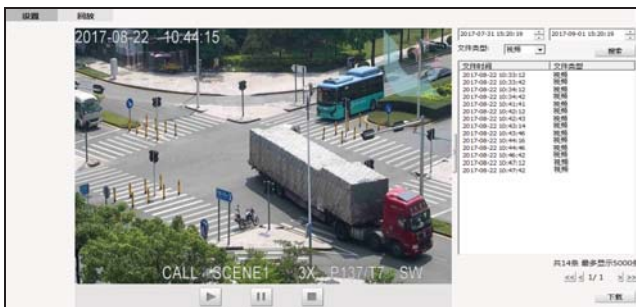 设置 回放
2017-08-22 10:44:15
2017-07-31 15:20:19 2017-09-01 15:20:19
文件类型: 视频
搜索
文件时间 文件类型
2017-08-22 10:33:12 视频
2017-08-22 10:33:42 视频
2017-08-22 10:34:12 视频
2017-08-22 10:34:42 视频
2017-08-22 10:41:41 视频
2017-08-22 10:42:12 视频
2017-08-22 10:42:43 视频
2017-08-22 10:43:14 视频
2017-08-22 10:43:46 视频
2017-08-22 10:44:16 视频
2017-08-22 10:44:46 视频
2017-08-22 10:46:42 视频
2017-08-22 10:47:12 视频
2017-08-22 10:47:42 视频
CALL SCENE1 3X P137/T7 SW
共14条 最多显示5000条
<< < 1/ 1 > >>
下载